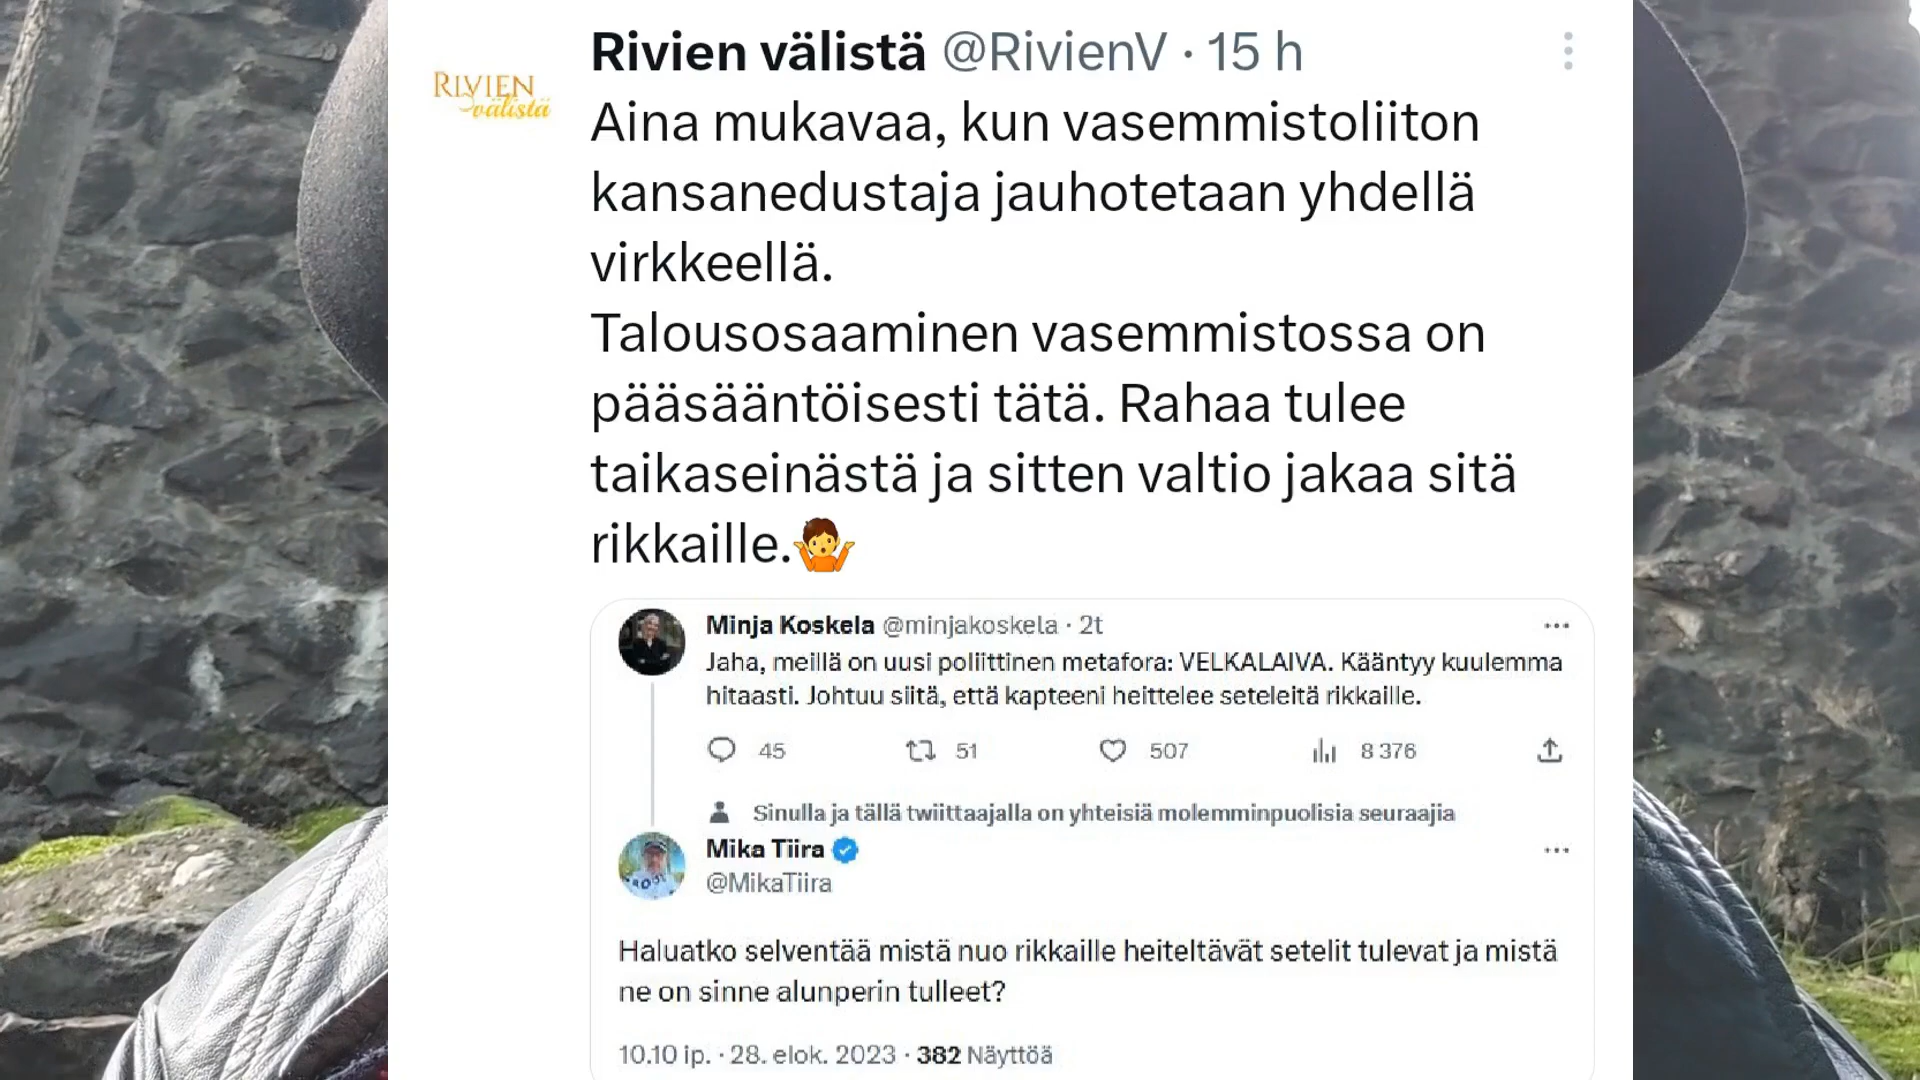 Rivien välistä @RivienV · 15 h
RIVIEN
välistä
Aina mukavaa, kun vasemmistoliiton
kansanedustaja jauhotetaan yhdellä
virkkeellä.
Talousosaaminen vasemmistossa on
pääsääntöisesti tätä. Rahaa tulee
taikaseinästä ja sitten valtio jakaa sitä
rikkaille.🤷
Minja Koskela @minjakoskela · 2t
Jaha, meillä on uusi poliittinen metafora: VELKALAIVA. Kääntyy kuulemma
hitaasti. Johtuu siitä, että kapteeni heittelee seteleitä rikkaille.
45 51 507 8 376
Sinulla ja tällä twiittaajalla on yhteisiä molemminpuolisia seuraajia
Mika Tiira
@MikaTiira
Haluatko selventää mistä nuo rikkaille heiteltävät setelit tulevat ja mistä
ne on sinne alunperin tulleet?
10.10 ip. · 28. elok. 2023 · 382 Näyttöä